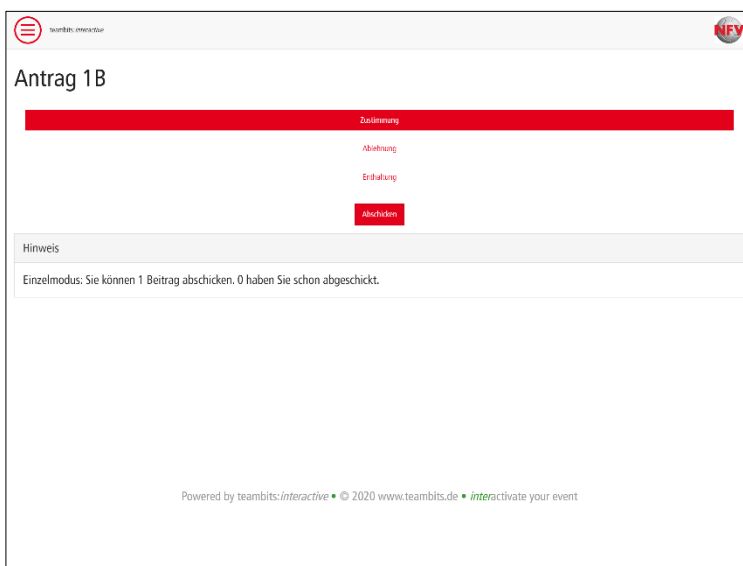 teambits:interactive
NFV
Antrag 1B
Zustimmung
Ablehnung
Enthaltung
Abschicken
Hinweis
Einzelmodus: Sie können 1 Beitrag abschicken. 0 haben Sie schon abgeschickt.
Powered by teambits:interactive • © 2020 www.teambits.de • interactivate your event